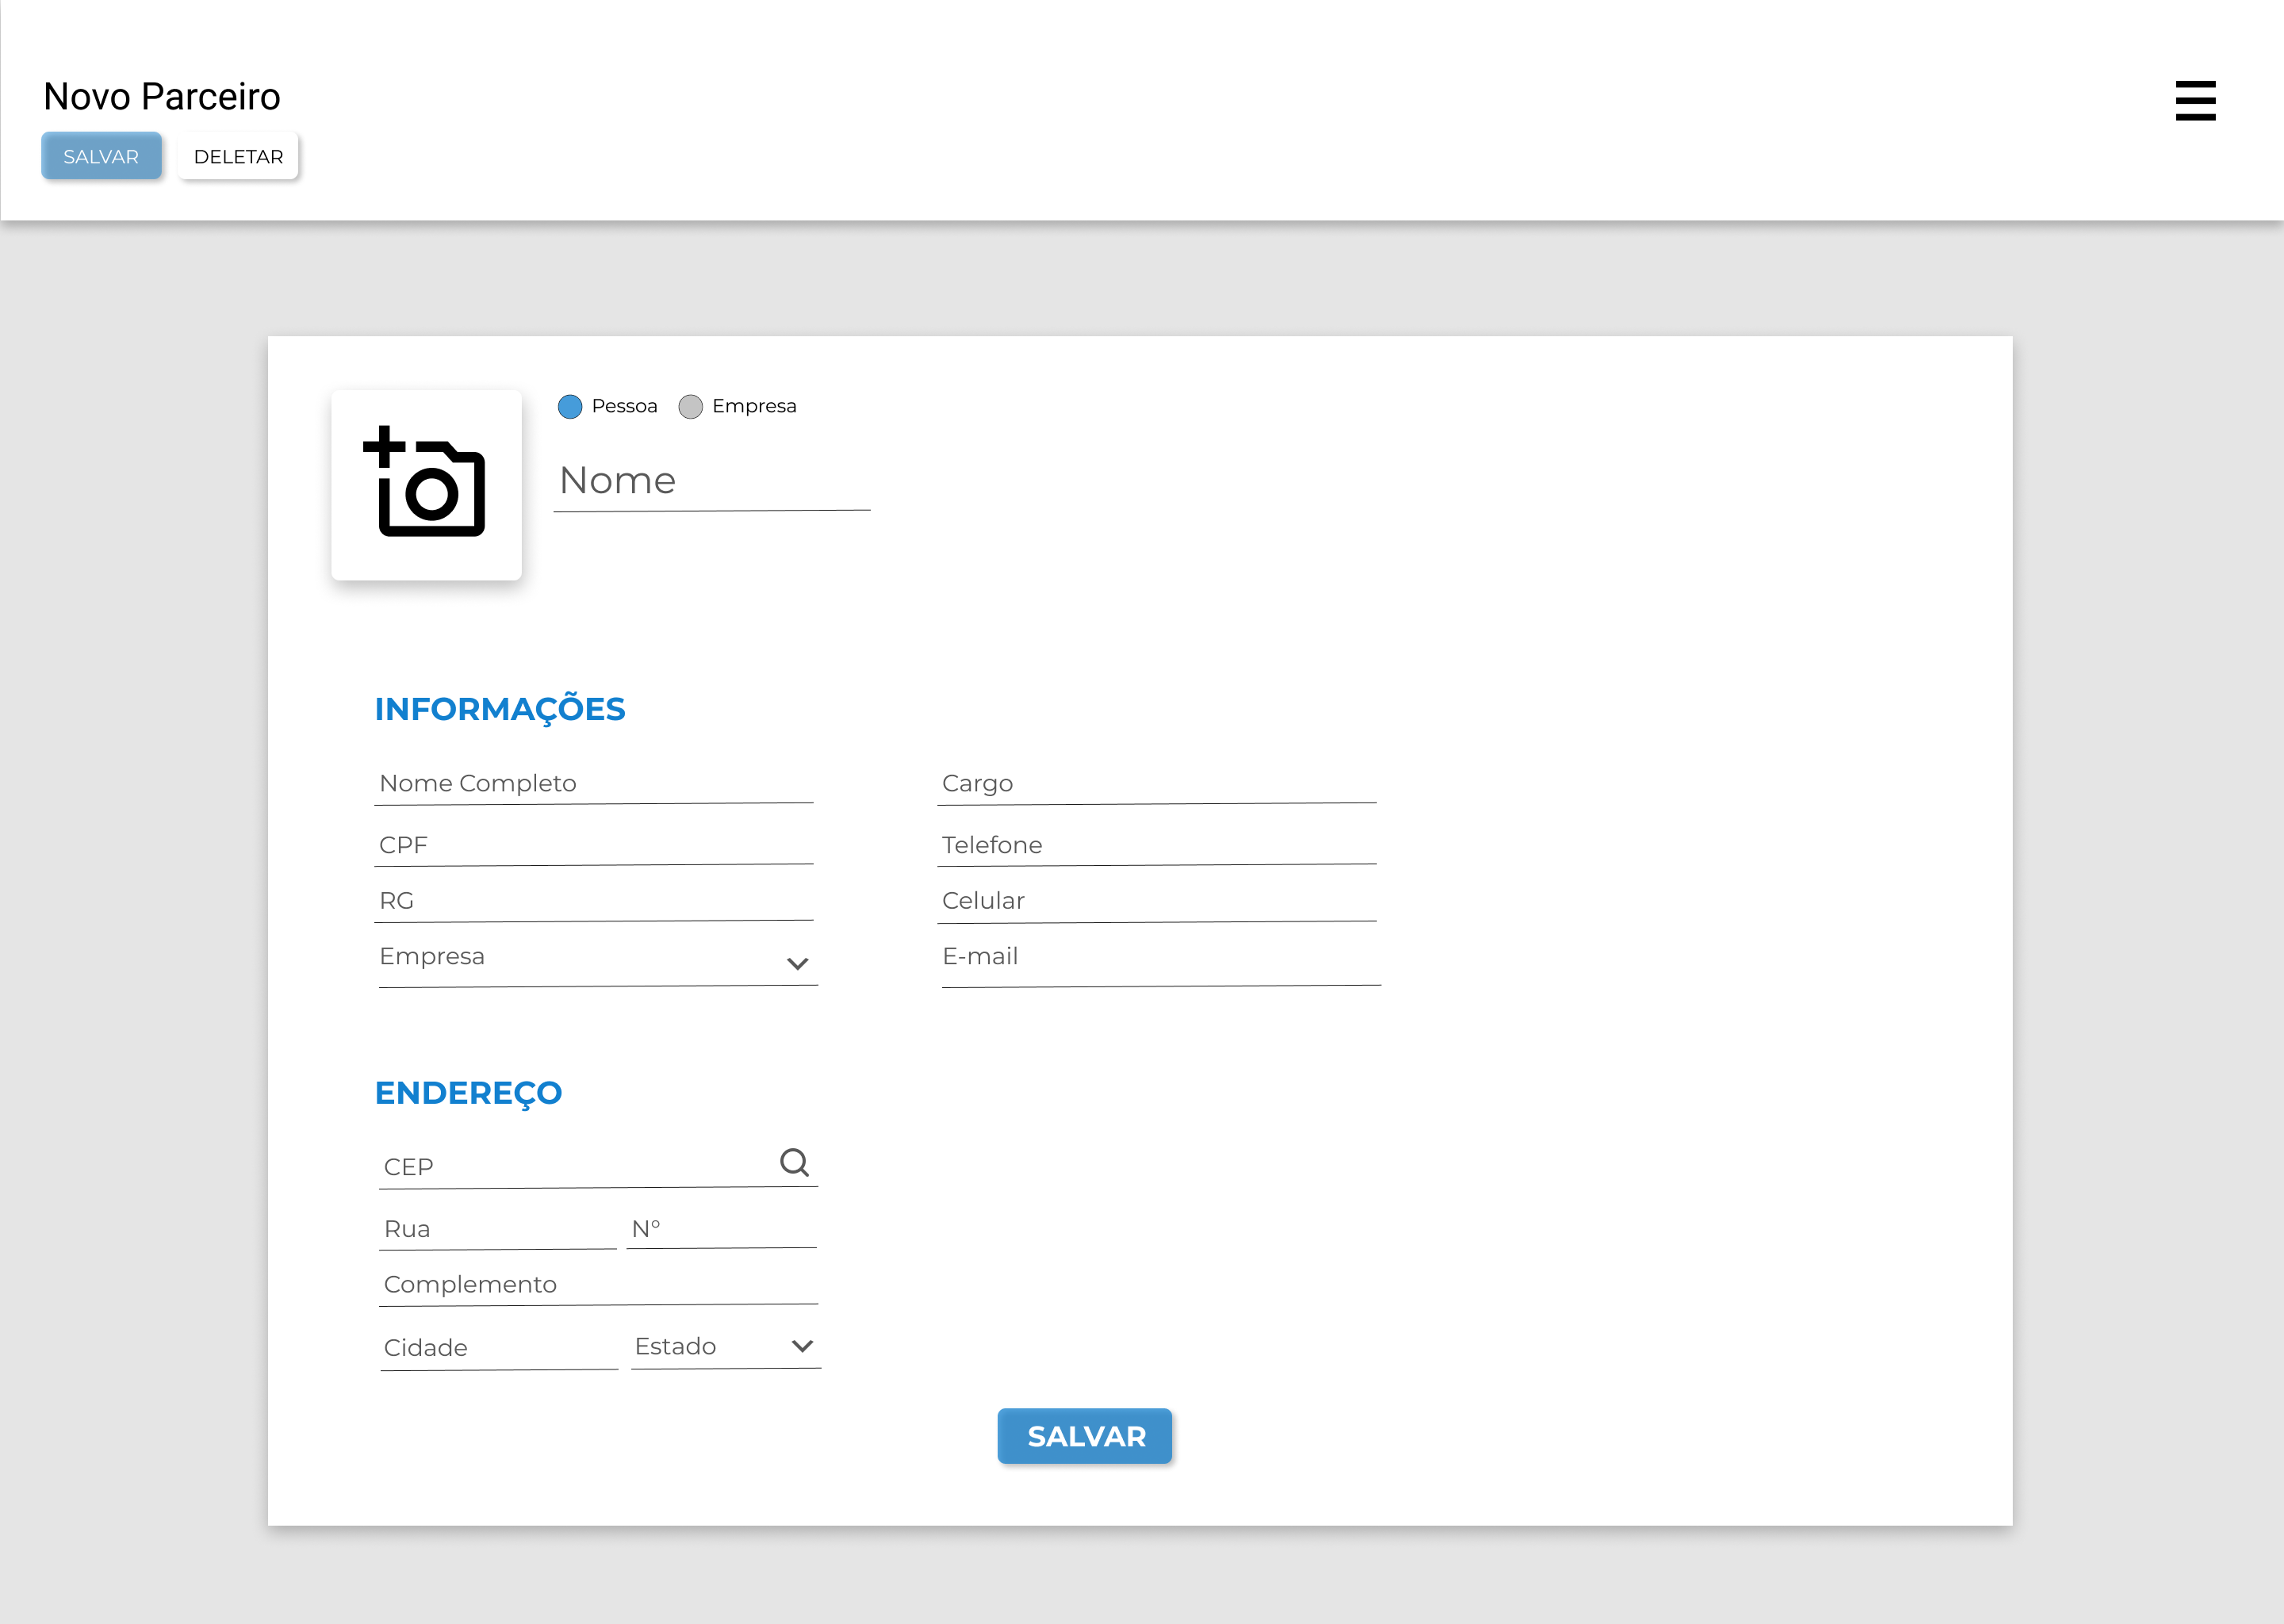 Novo Parceiro
SALVAR DELETAR
Pessoa Empresa
Nome
INFORMAÇÕES
Nome Completo
CPF
RG
Empresa
Cargo
Telefone
Celular
E-mail
ENDEREÇO
CEP
Rua N°
Complemento
Cidade Estado
SALVAR